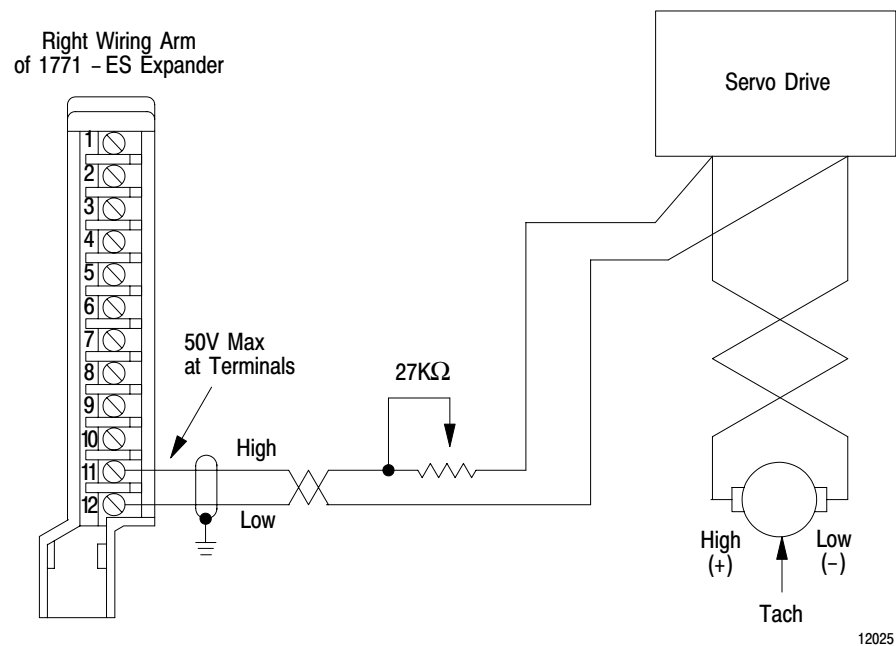 Right Wiring Arm
of 1771 – ES Expander
Servo Drive
1
2
3
4
5
6
7
8
9
10
11
12
50V Max
at Terminals
27KΩ
High
Low
High
(+)
Low
(–)
Tach
12025